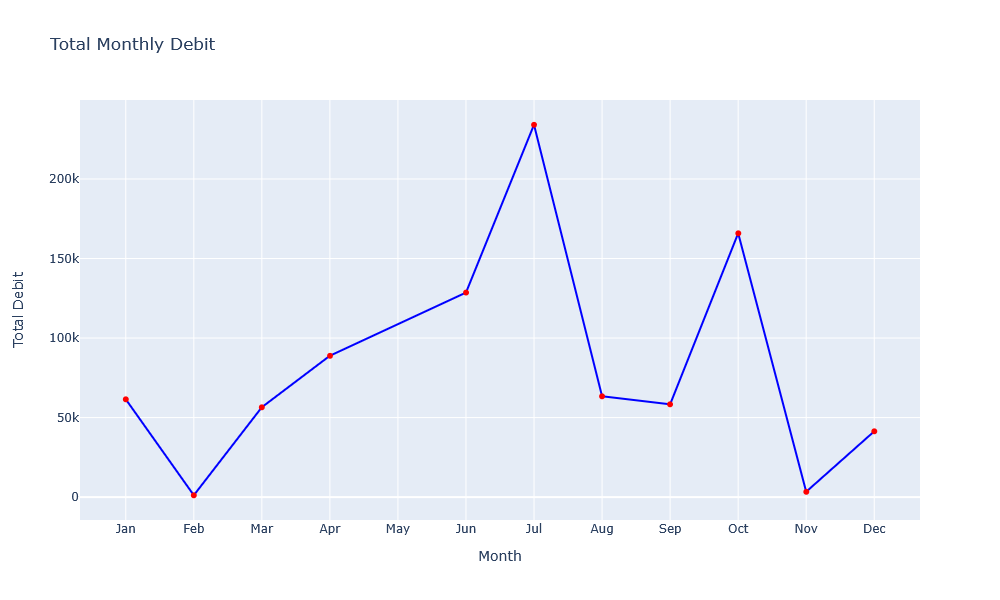 Total Monthly Debit
Total Debit
200k
150k
100k
50k
0
Jan Feb Mar Apr May Jun Jul Aug Sep Oct Nov Dec
Month